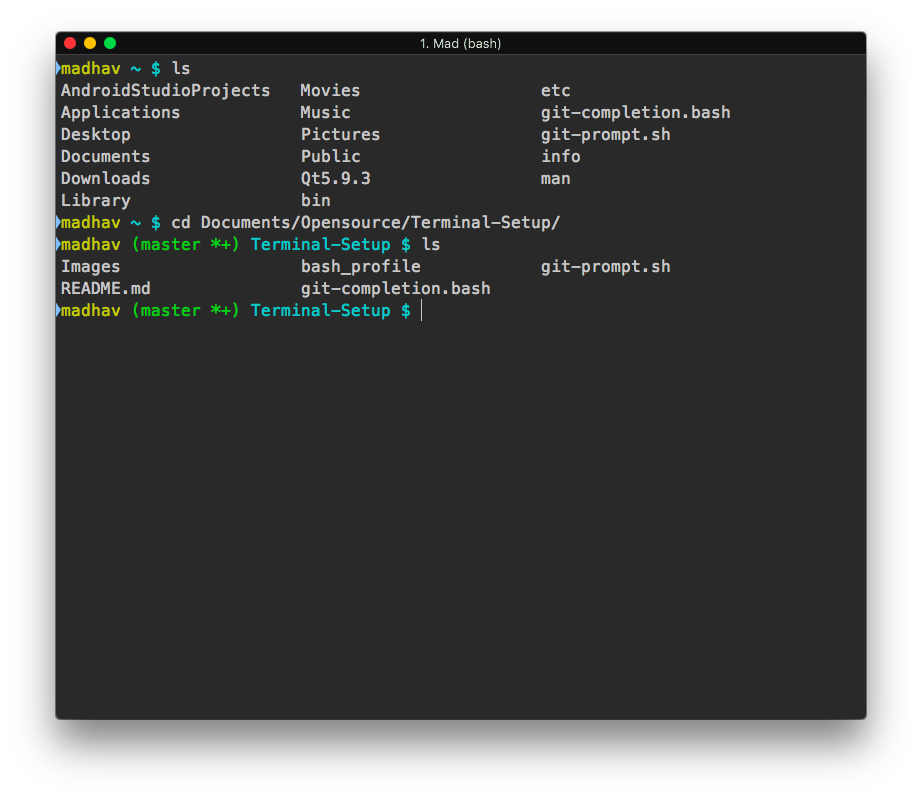 1. Mad (bash)
madhav ~ $ ls
AndroidStudioProjects Movies etc
Applications Music git-completion.bash
Desktop Pictures git-prompt.sh
Documents Public info
Downloads Qt5.9.3 man
Library bin
madhav ~ $ cd Documents/Opensource/Terminal-Setup/
madhav (master *+) Terminal-Setup $ ls
Images bash_profile git-prompt.sh
README.md git-completion.bash
madhav (master *+) Terminal-Setup $